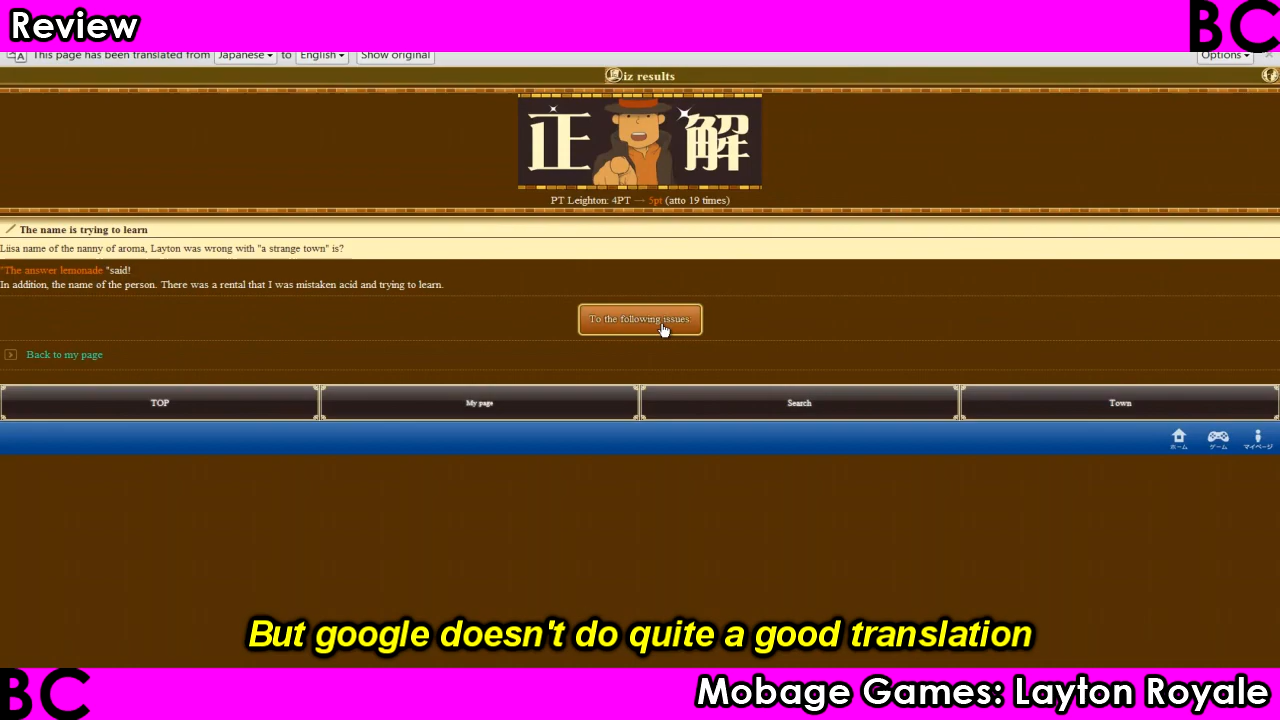 Review
BC
This page has been translated from Japanese to English Show original Options
iz results
正解
PT Leighton: 4PT → 5pt (atto 19 times)
The name is trying to learn
Liisa name of the nanny of aroma, Layton was wrong with "a strange town" is?
"The answer lemonade "said!
In addition, the name of the person. There was a rental that I was mistaken acid and trying to learn.
To the following issues
Back to my page
TOP My page Search Town
ホーム ゲーム マイページ
But google doesn't do quite a good translation
BC
Mobage Games: Layton Royale